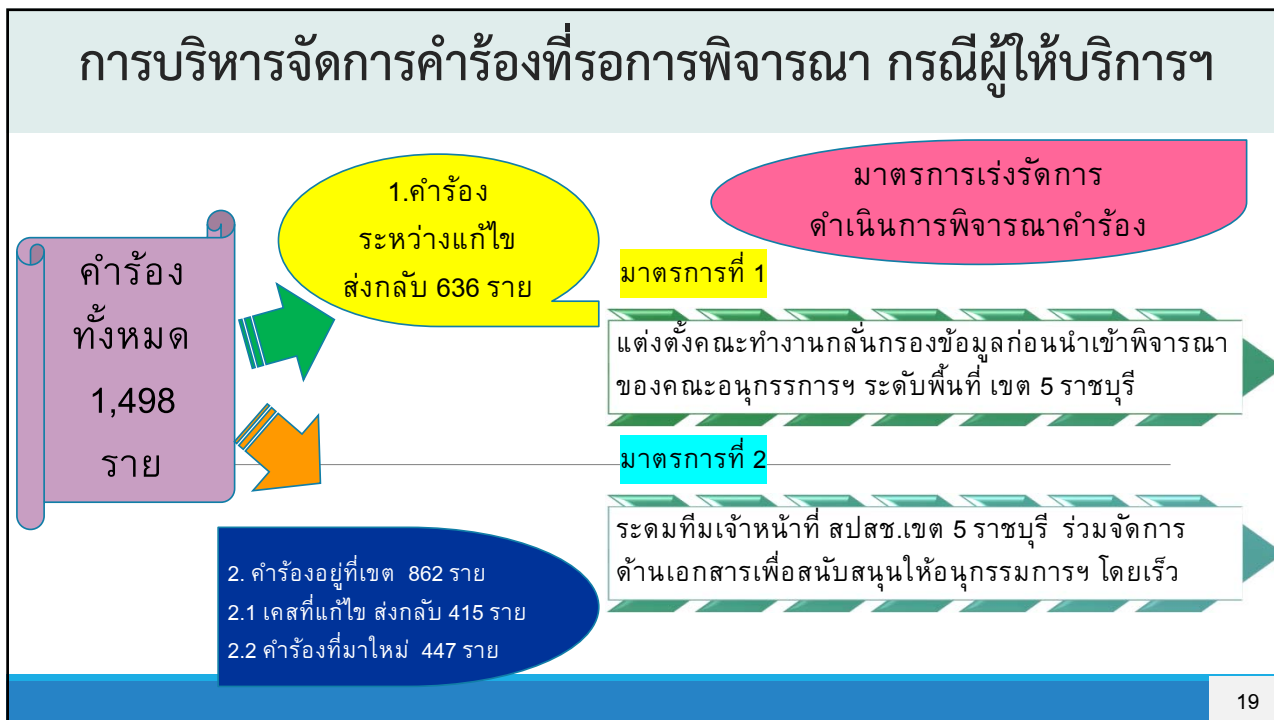 การบริหารจัดการคำร้องที่รอการพิจารณา กรณีผู้ให้บริการฯ
คำร้อง
ทั้งหมด
1,498
ราย
1.คำร้อง
ระหว่างแก้ไข
ส่งกลับ 636 ราย
2. คำร้องอยู่ที่เขต 862 ราย
2.1 เคสที่แก้ไข ส่งกลับ 415 ราย
2.2 คำร้องที่มาใหม่ 447 ราย
มาตรการเร่งรัดการ
ดำเนินการพิจารณาคำร้อง
มาตรการที่ 1
แต่งตั้งคณะทำงานกลั่นกรองข้อมูลก่อนนำเข้าพิจารณา
ของคณะอนุกรรการฯ ระดับพื้นที่ เขต 5 ราชบุรี
มาตรการที่ 2
ระดมทีมเจ้าหน้าที่ สปสช.เขต 5 ราชบุรี ร่วมจัดการ
ด้านเอกสารเพื่อสนับสนุนให้อนุกรรมการฯ โดยเร็ว
19